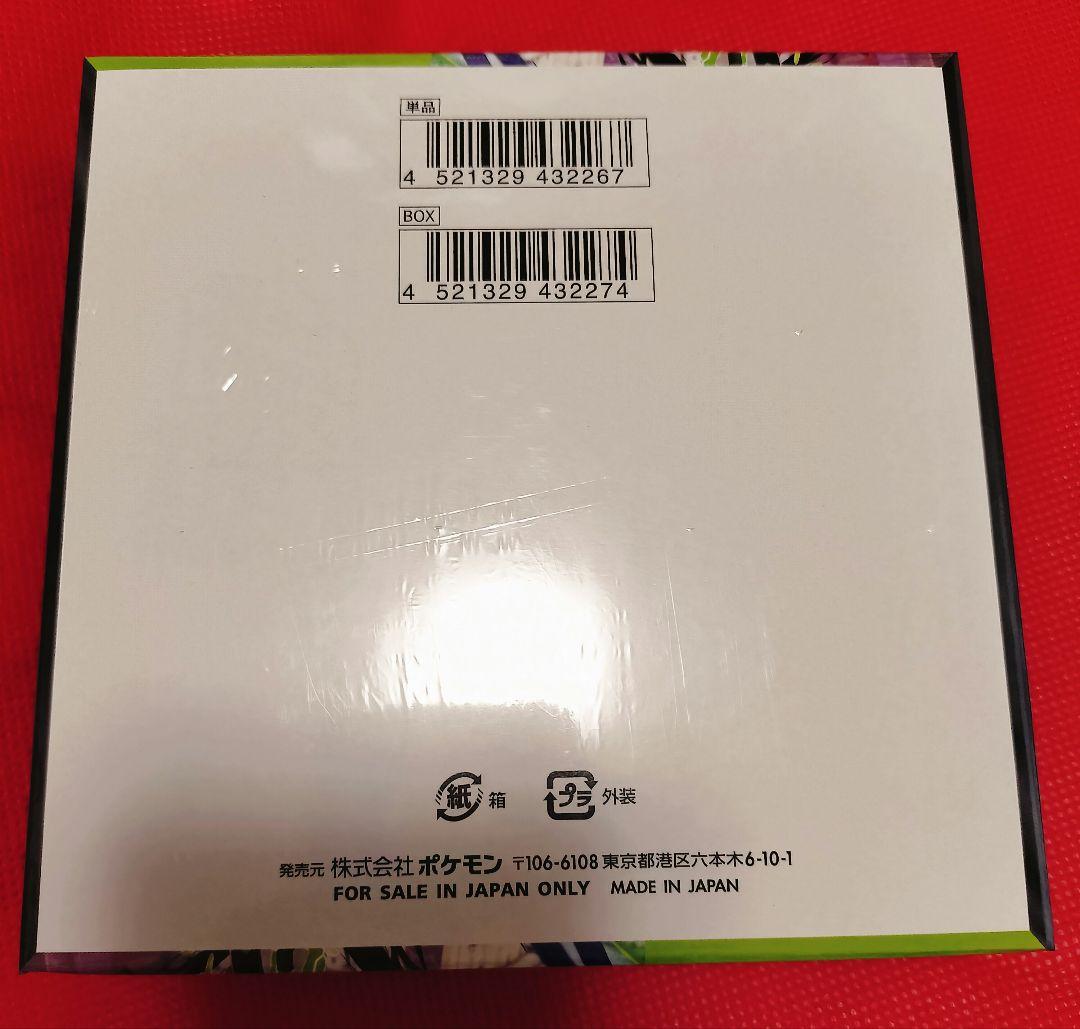 単品
4 521329 432267
BOX
4 521329 432274
紙 箱 プラ 外装
発売元 株式会社 ポケモン 〒106-6108 東京都港区六本木6-10-1
FOR SALE IN JAPAN ONLY MADE IN JAPAN